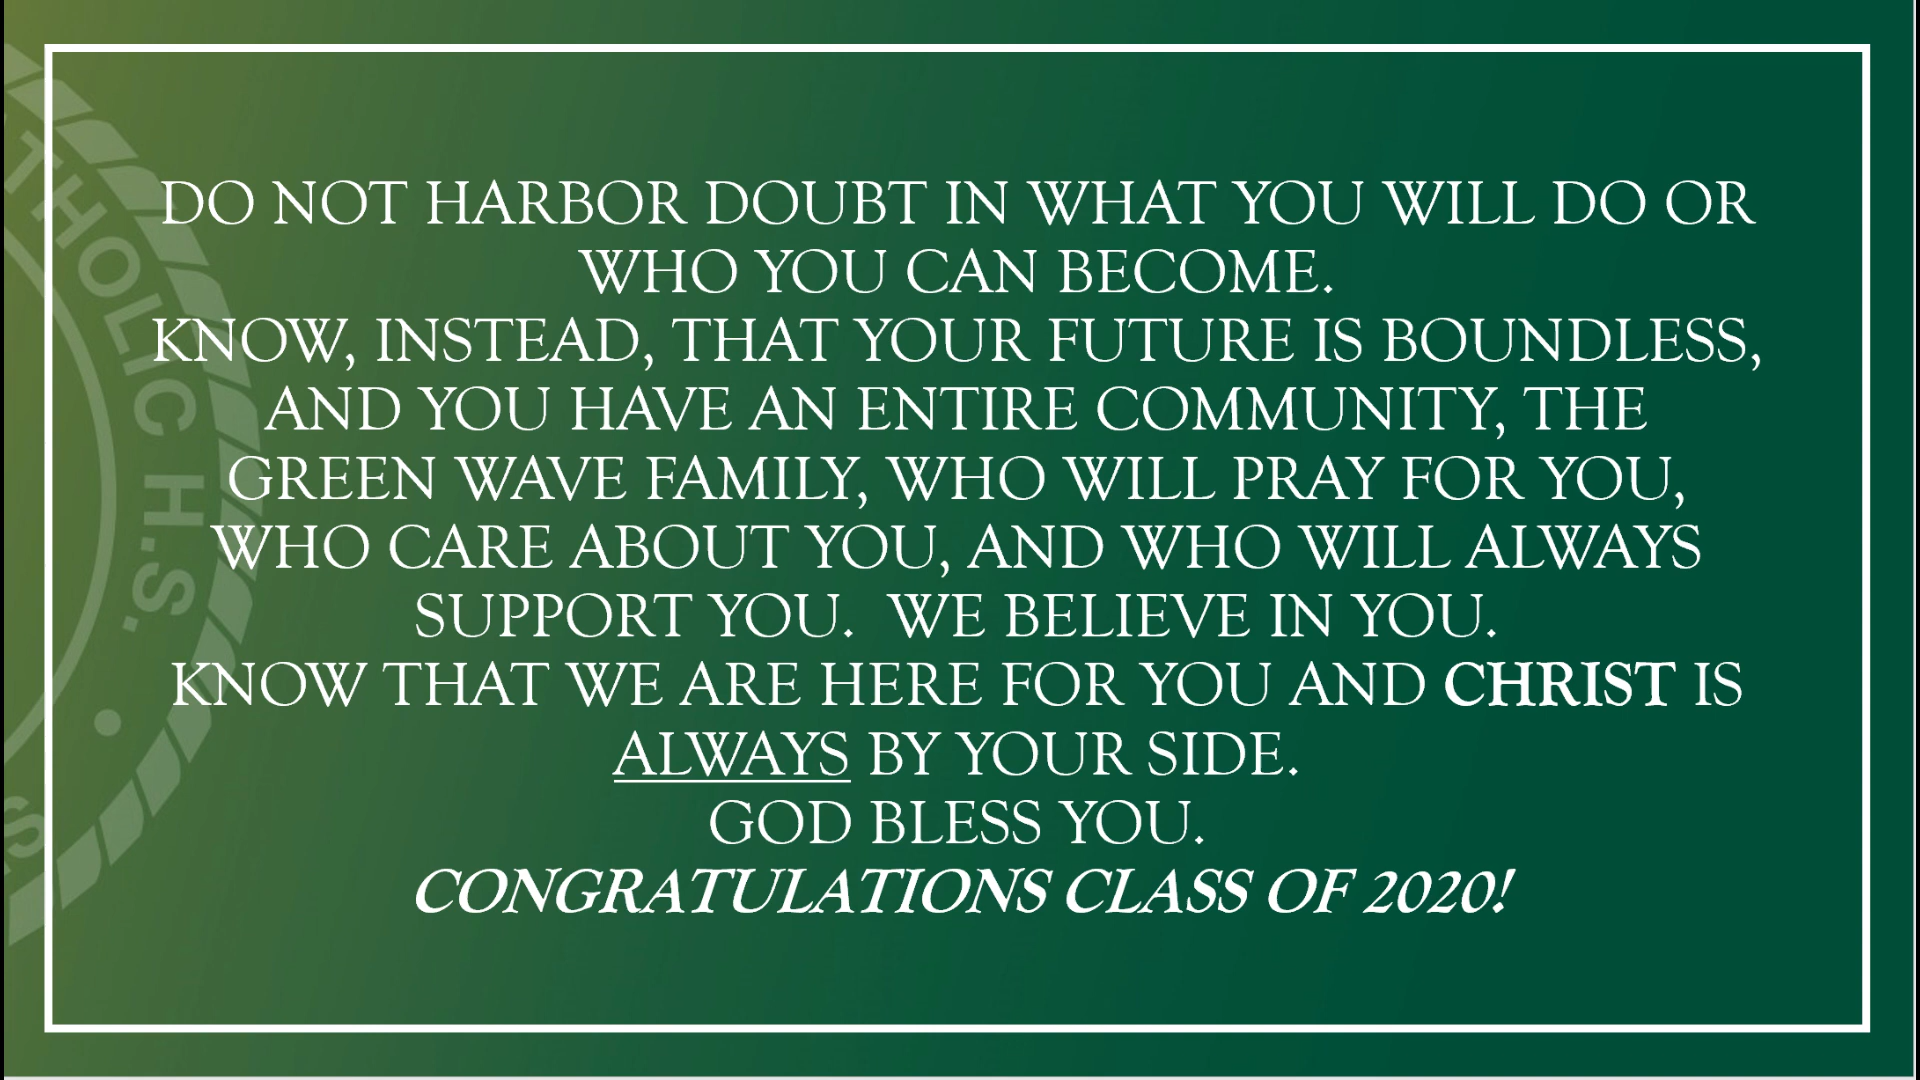 DO NOT HARBOR DOUBT IN WHAT YOU WILL DO OR
WHO YOU CAN BECOME.
KNOW, INSTEAD, THAT YOUR FUTURE IS BOUNDLESS,
AND YOU HAVE AN ENTIRE COMMUNITY, THE
GREEN WAVE FAMILY, WHO WILL PRAY FOR YOU,
WHO CARE ABOUT YOU, AND WHO WILL ALWAYS
SUPPORT YOU.  WE BELIEVE IN YOU.
KNOW THAT WE ARE HERE FOR YOU AND CHRIST IS
ALWAYS BY YOUR SIDE.
GOD BLESS YOU.
CONGRATULATIONS CLASS OF 2020!
THOLIC H.S.